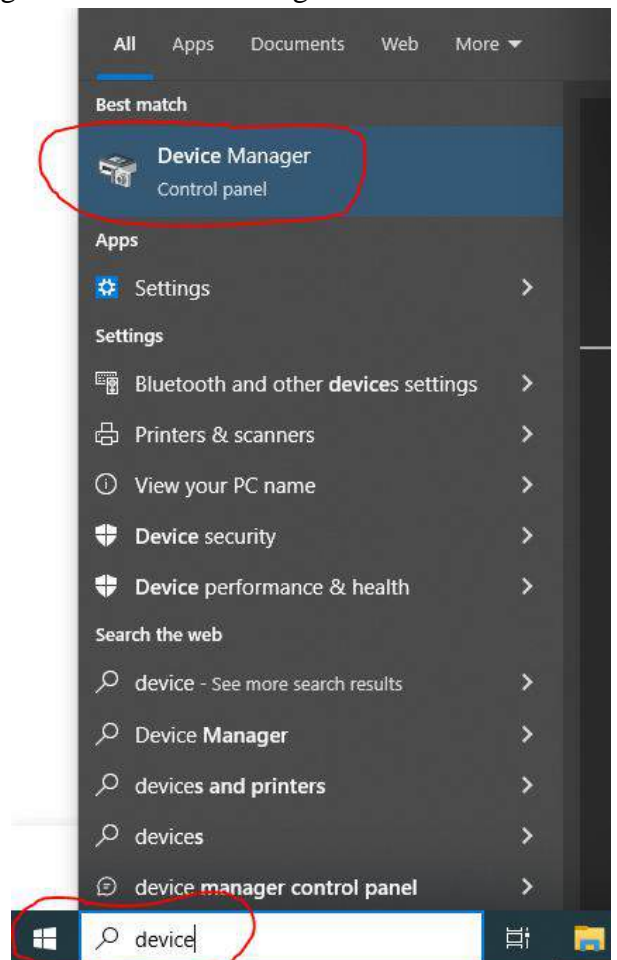 All Apps Documents Web More
Best match
Device Manager
Control panel
Apps
Settings
Settings
Bluetooth and other devices settings
Printers & scanners
View your PC name
Device security
Device performance & health
Search the web
device - See more search results
Device Manager
devices and printers
devices
device manager control panel
device